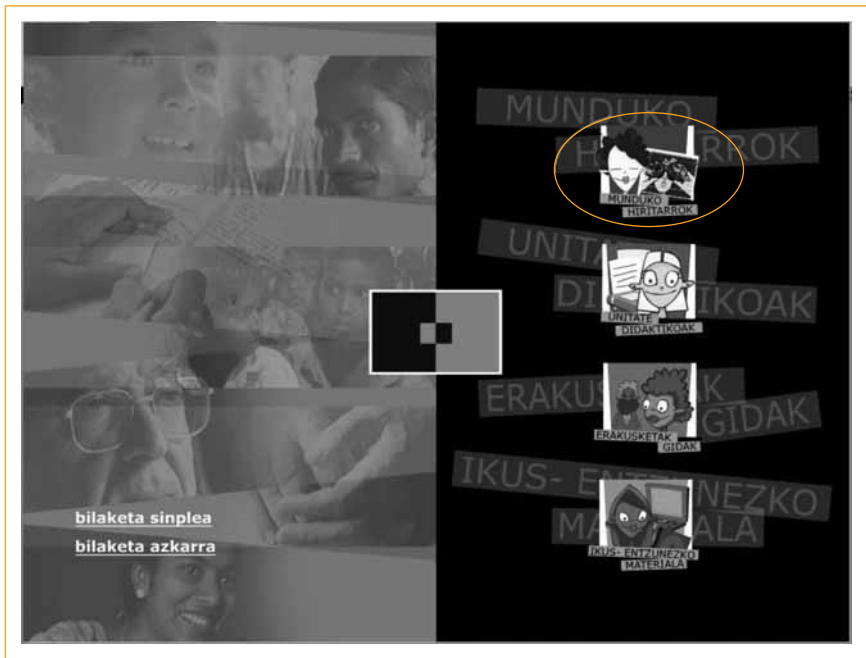 bilaketa sinplea
bilaketa azkarra
MUNDUKO
HIRITARROK
MUNDUKO
HIRITARROK
UNITATE
DIDAKTIKOAK
UNITATE
DIDAKTIKOAK
ERAKUSKETAK
GIDAK
ERAKUSKETAK
GIDAK
IKUS- ENTZUNEZKO
MATERIALA
IKUS- ENTZUNEZKO
MATERIALA